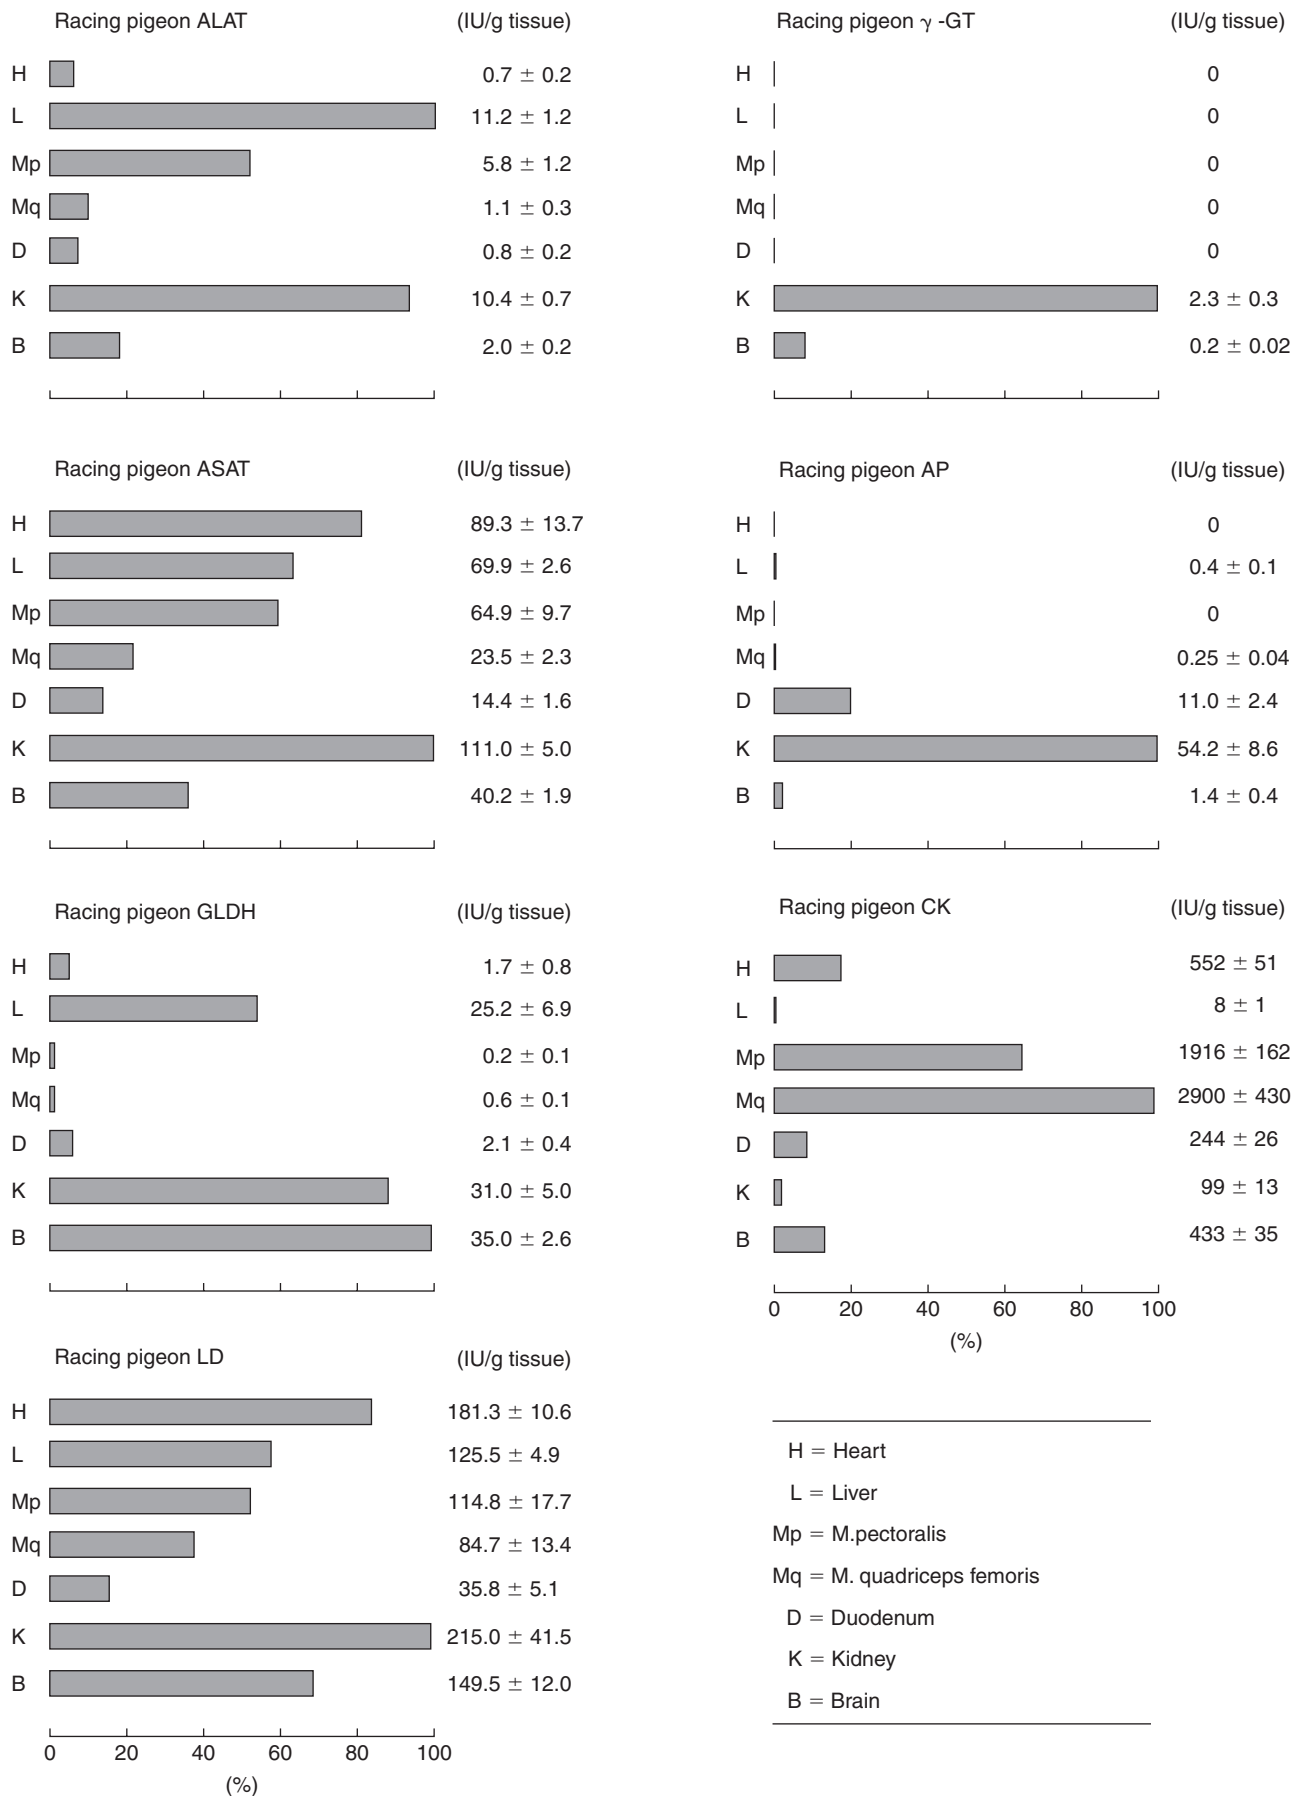 Racing pigeon ALAT (IU/g tissue)
H 0.7 ± 0.2
L 11.2 ± 1.2
Mp 5.8 ± 1.2
Mq 1.1 ± 0.3
D 0.8 ± 0.2
K 10.4 ± 0.7
B 2.0 ± 0.2
Racing pigeon γ -GT (IU/g tissue)
H 0
L 0
Mp 0
Mq 0
D 0
K 2.3 ± 0.3
B 0.2 ± 0.02
Racing pigeon ASAT (IU/g tissue)
H 89.3 ± 13.7
L 69.9 ± 2.6
Mp 64.9 ± 9.7
Mq 23.5 ± 2.3
D 14.4 ± 1.6
K 111.0 ± 5.0
B 40.2 ± 1.9
Racing pigeon AP (IU/g tissue)
H 0
L 0.4 ± 0.1
Mp 0
Mq 0.25 ± 0.04
D 11.0 ± 2.4
K 54.2 ± 8.6
B 1.4 ± 0.4
Racing pigeon GLDH (IU/g tissue)
H 1.7 ± 0.8
L 25.2 ± 6.9
Mp 0.2 ± 0.1
Mq 0.6 ± 0.1
D 2.1 ± 0.4
K 31.0 ± 5.0
B 35.0 ± 2.6
Racing pigeon CK (IU/g tissue)
H 552 ± 51
L 8 ± 1
Mp 1916 ± 162
Mq 2900 ± 430
D 244 ± 26
K 99 ± 13
B 433 ± 35
0 20 40 60 80 100
(%)
Racing pigeon LD (IU/g tissue)
H 181.3 ± 10.6
L 125.5 ± 4.9
Mp 114.8 ± 17.7
Mq 84.7 ± 13.4
D 35.8 ± 5.1
K 215.0 ± 41.5
B 149.5 ± 12.0
0 20 40 60 80 100
(%)
H = Heart
L = Liver
Mp = M.pectoralis
Mq = M. quadriceps femoris
D = Duodenum
K = Kidney
B = Brain